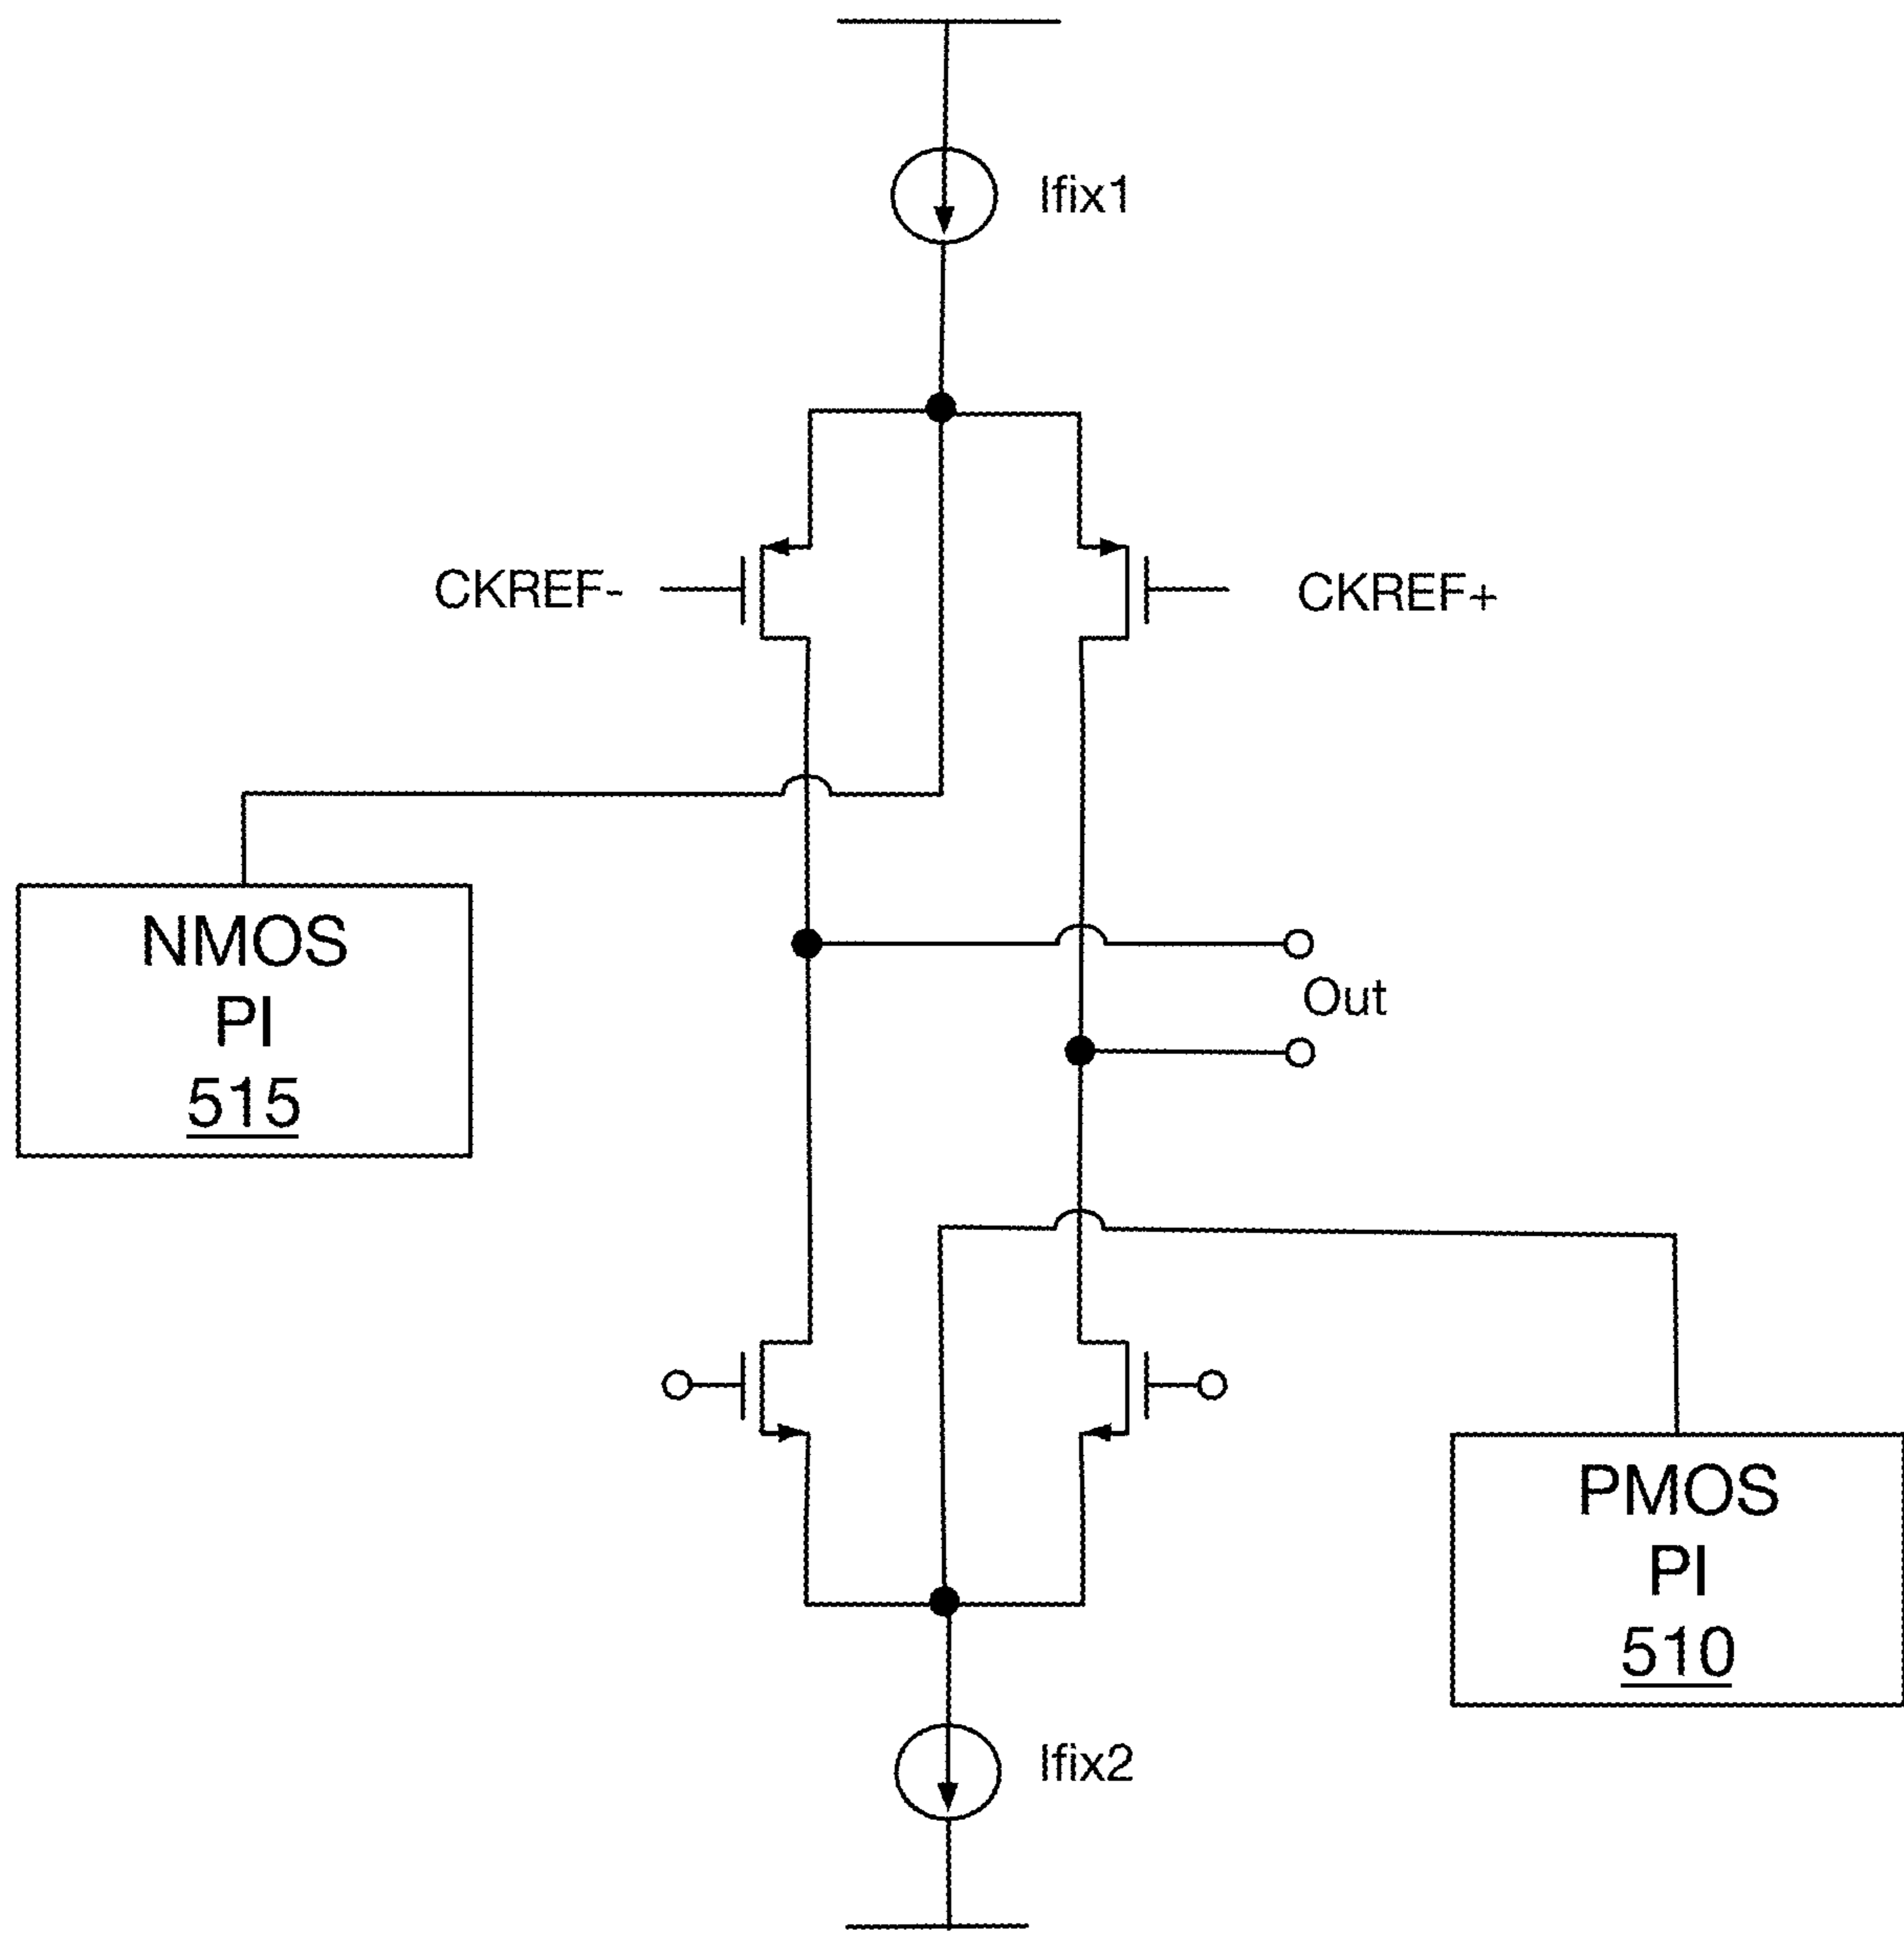 Ifix1
CKREF-
CKREF+
NMOS
PI
515
Out
PMOS
PI
510
Ifix2